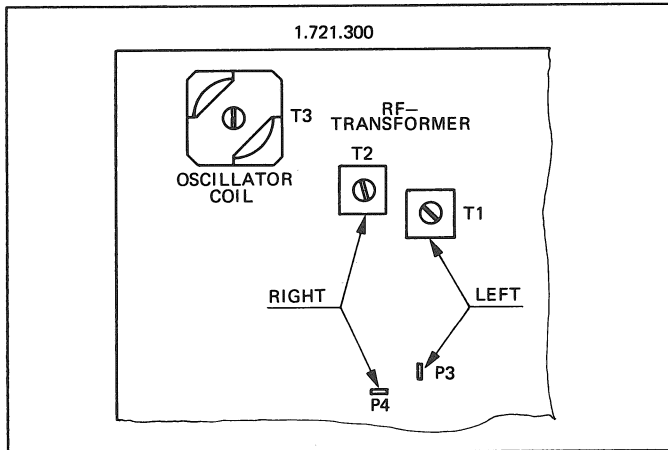 1.721.300
T3
RF–
TRANSFORMER
T2
OSCILLATOR
COIL
T1
RIGHT
LEFT
P3
P4